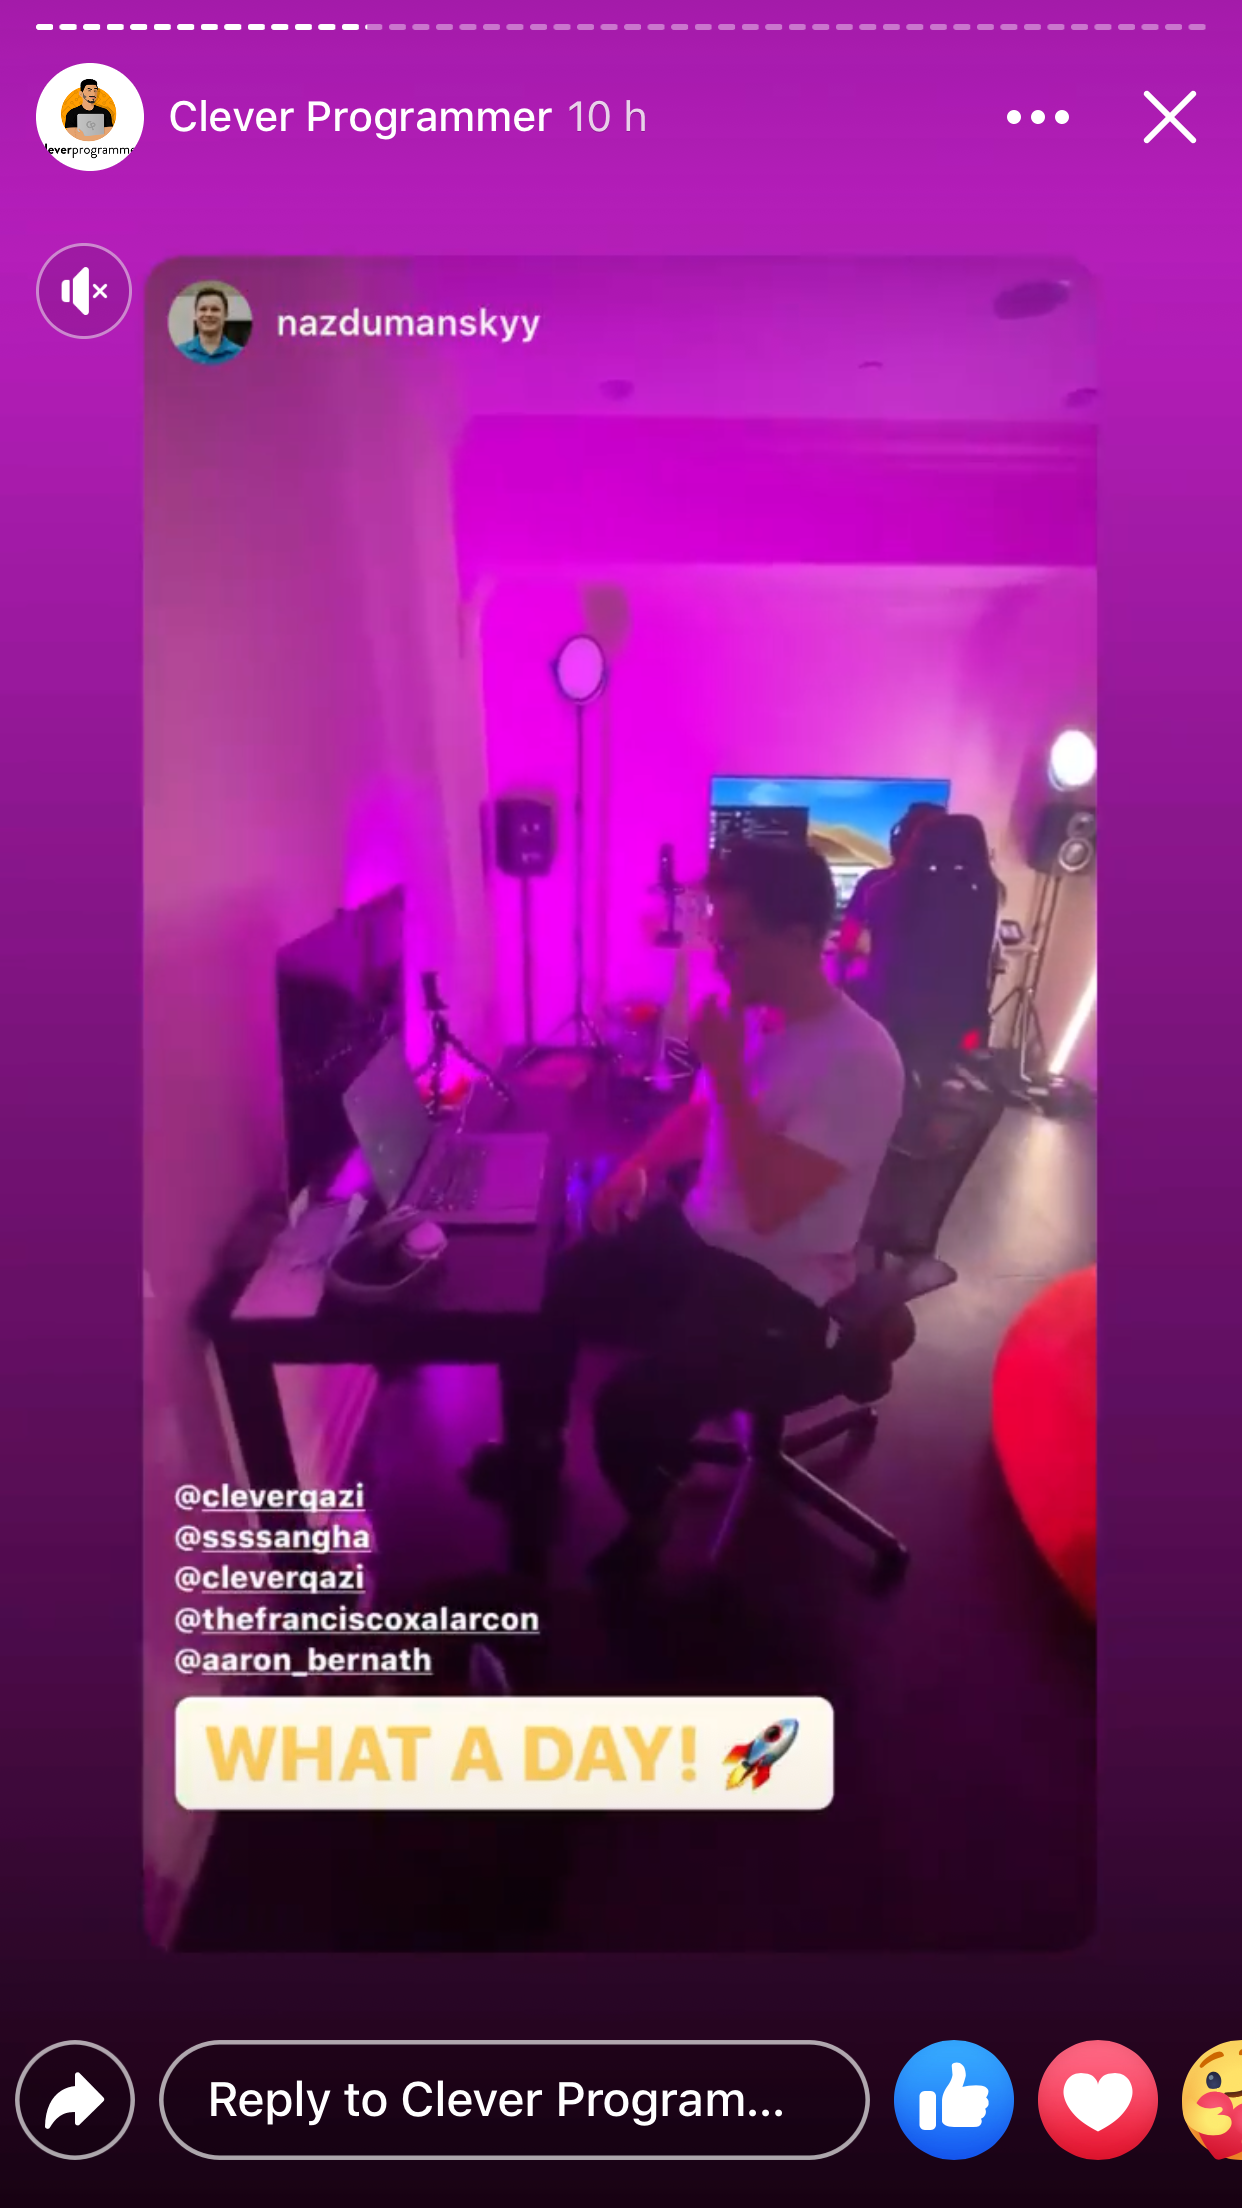 Clever Programmer 10 h
leverprogramme
nazdumanskyy
@cleverqazi
@ssssangha
@cleverqazi
@thefranciscoxalarcon
@aaron_bernath
WHAT A DAY! 🚀
Reply to Clever Program...